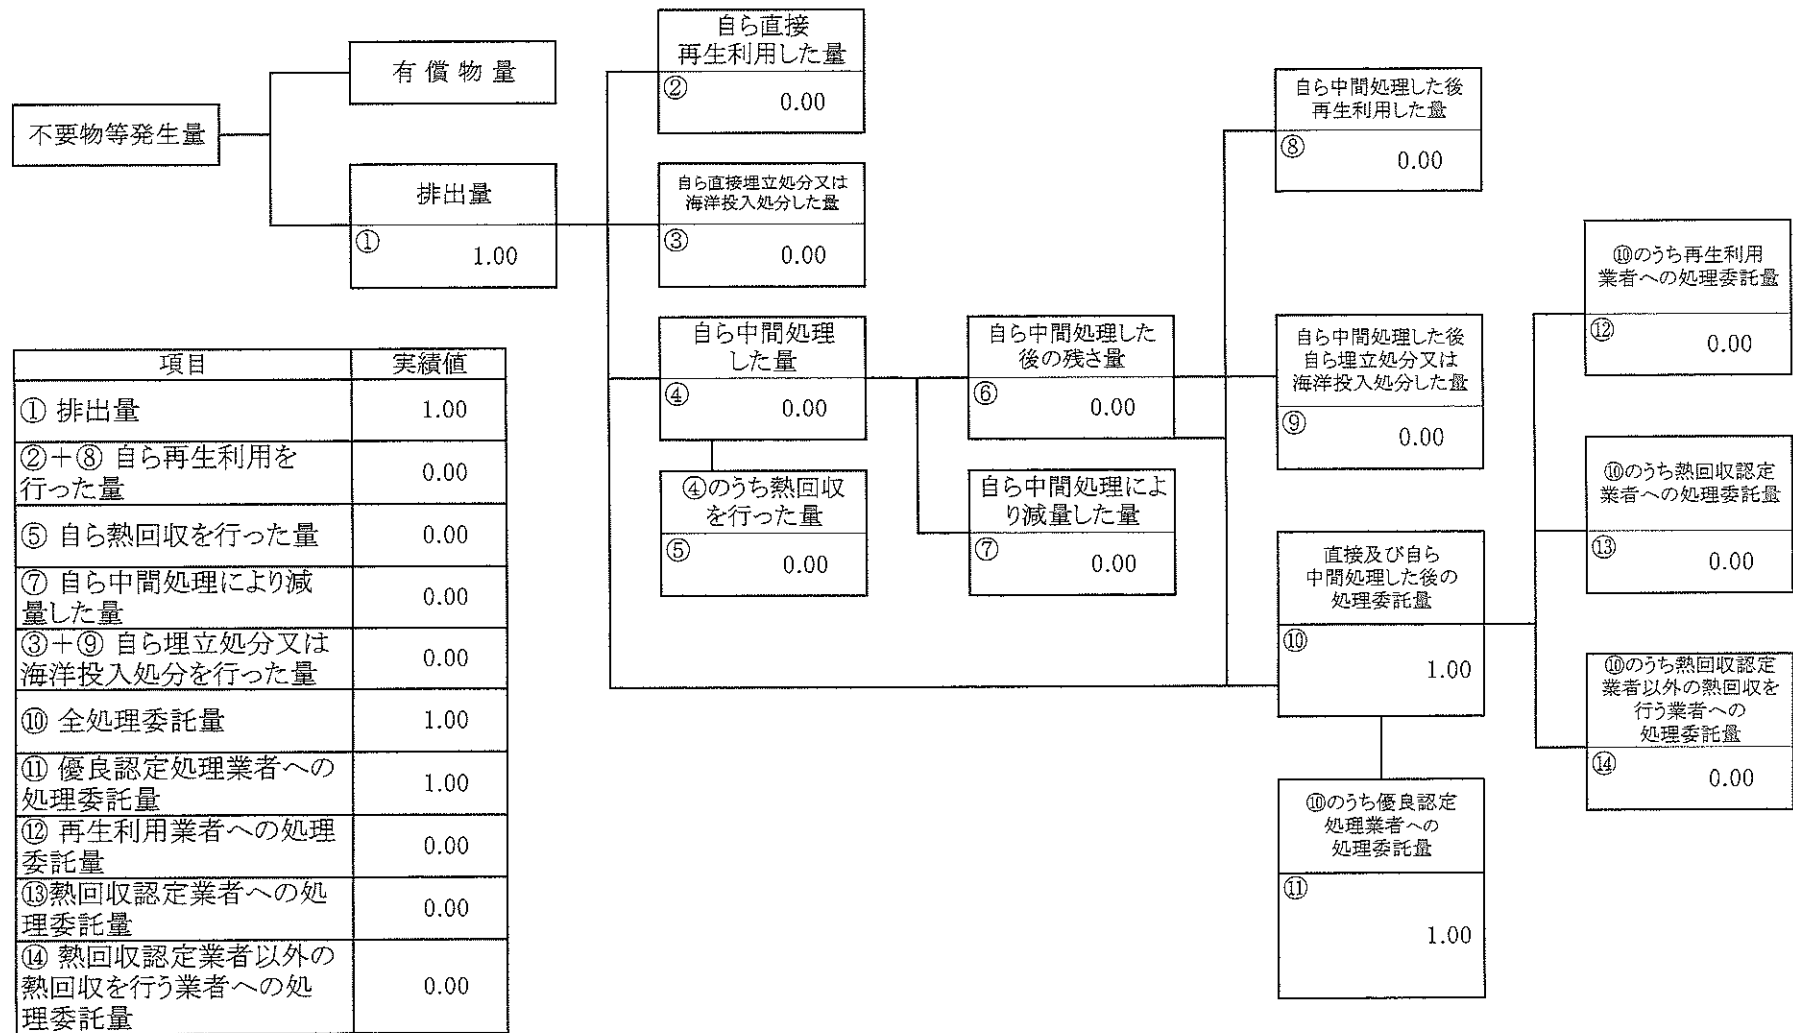 不要物等発生量
有償物量
排出量
①
1.00
自ら直接
再生利用した量
②
0.00
自ら直接埋立処分又は
海洋投入処分した量
③
0.00
自ら中間処理
した量
④
0.00
④のうち熱回収
を行った量
⑤
0.00
自ら中間処理した
後の残さ量
⑥
0.00
自ら中間処理によ
り減量した量
⑦
0.00
自ら中間処理した後
再生利用した量
⑧
0.00
自ら中間処理した後
自ら埋立処分又は
海洋投入処分した量
⑨
0.00
直接及び自ら
中間処理した後の
処理委託量
⑩
1.00
⑩のうち優良認定
処理業者への
処理委託量
⑪
1.00
⑩のうち再生利用
業者への処理委託量
⑫
0.00
⑩のうち熱回収認定
業者への処理委託量
⑬
0.00
⑩のうち熱回収認定
業者以外の熱回収を
行う業者への
処理委託量
⑭
0.00
項目 実績値
① 排出量 1.00
②+⑧ 自ら再生利用を
行った量 0.00
⑤ 自ら熱回収を行った量 0.00
⑦ 自ら中間処理により減
量した量 0.00
③+⑨ 自ら埋立処分又は
海洋投入処分を行った量 0.00
⑩ 全処理委託量 1.00
⑪ 優良認定処理業者への
処理委託量 1.00
⑫ 再生利用業者への処理
委託量 0.00
⑬熱回収認定業者への処
理委託量 0.00
⑭ 熱回収認定業者以外の
熱回収を行う業者への処
理委託量 0.00